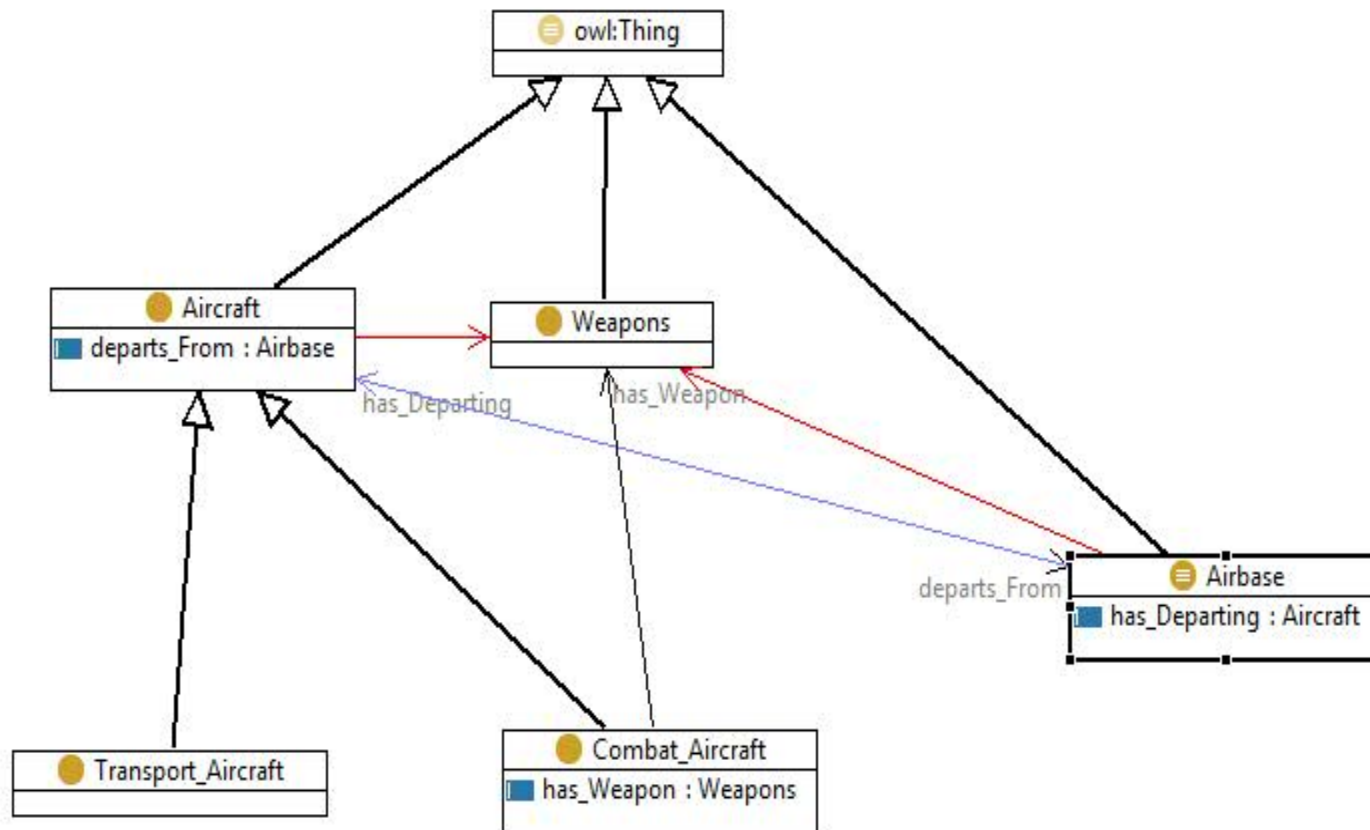 owl:Thing
Aircraft
departs_From : Airbase
Weapons
has_Departing
has_Weapon
departs_From
Airbase
has_Departing : Aircraft
Transport_Aircraft
Combat_Aircraft
has_Weapon : Weapons